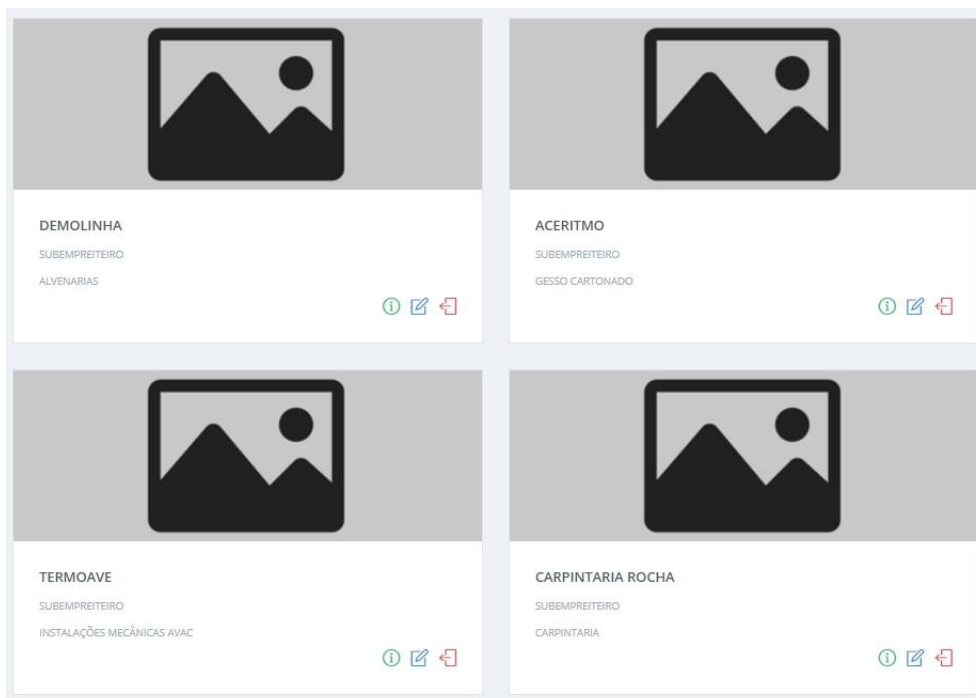 DEMOLINHA
SUBEMPREITEIRO
ALVENARIAS
ACERITMO
SUBEMPREITEIRO
GESSO CARTONADO
TERMOAVE
SUBEMPREITEIRO
INSTALAÇÕES MECÂNICAS AVAC
CARPINTARIA ROCHA
SUBEMPREITEIRO
CARPINTARIA